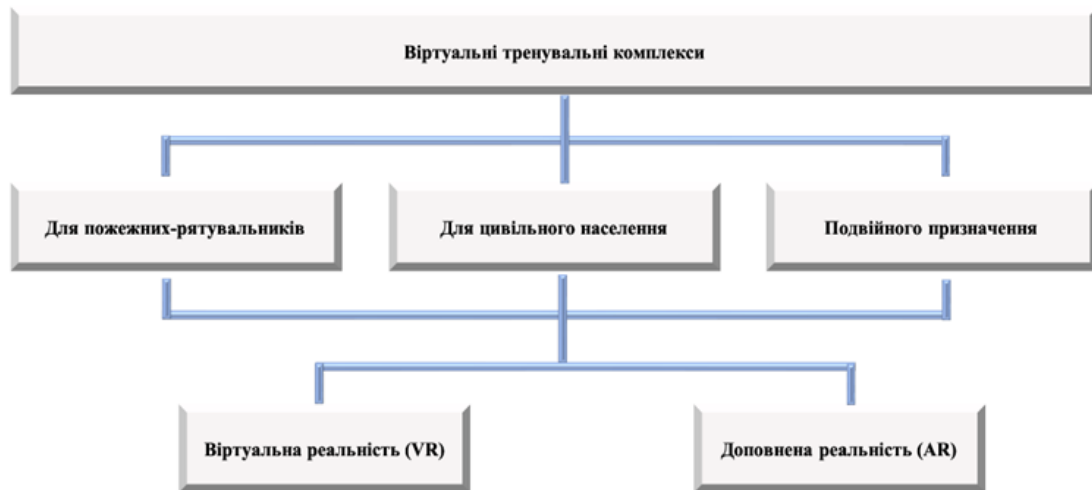 Віртуальні тренувальні комплекси
Для пожежних-рятувальників
Для цивільного населення
Подвійного призначення
Віртуальна реальність (VR)
Доповнена реальність (AR)